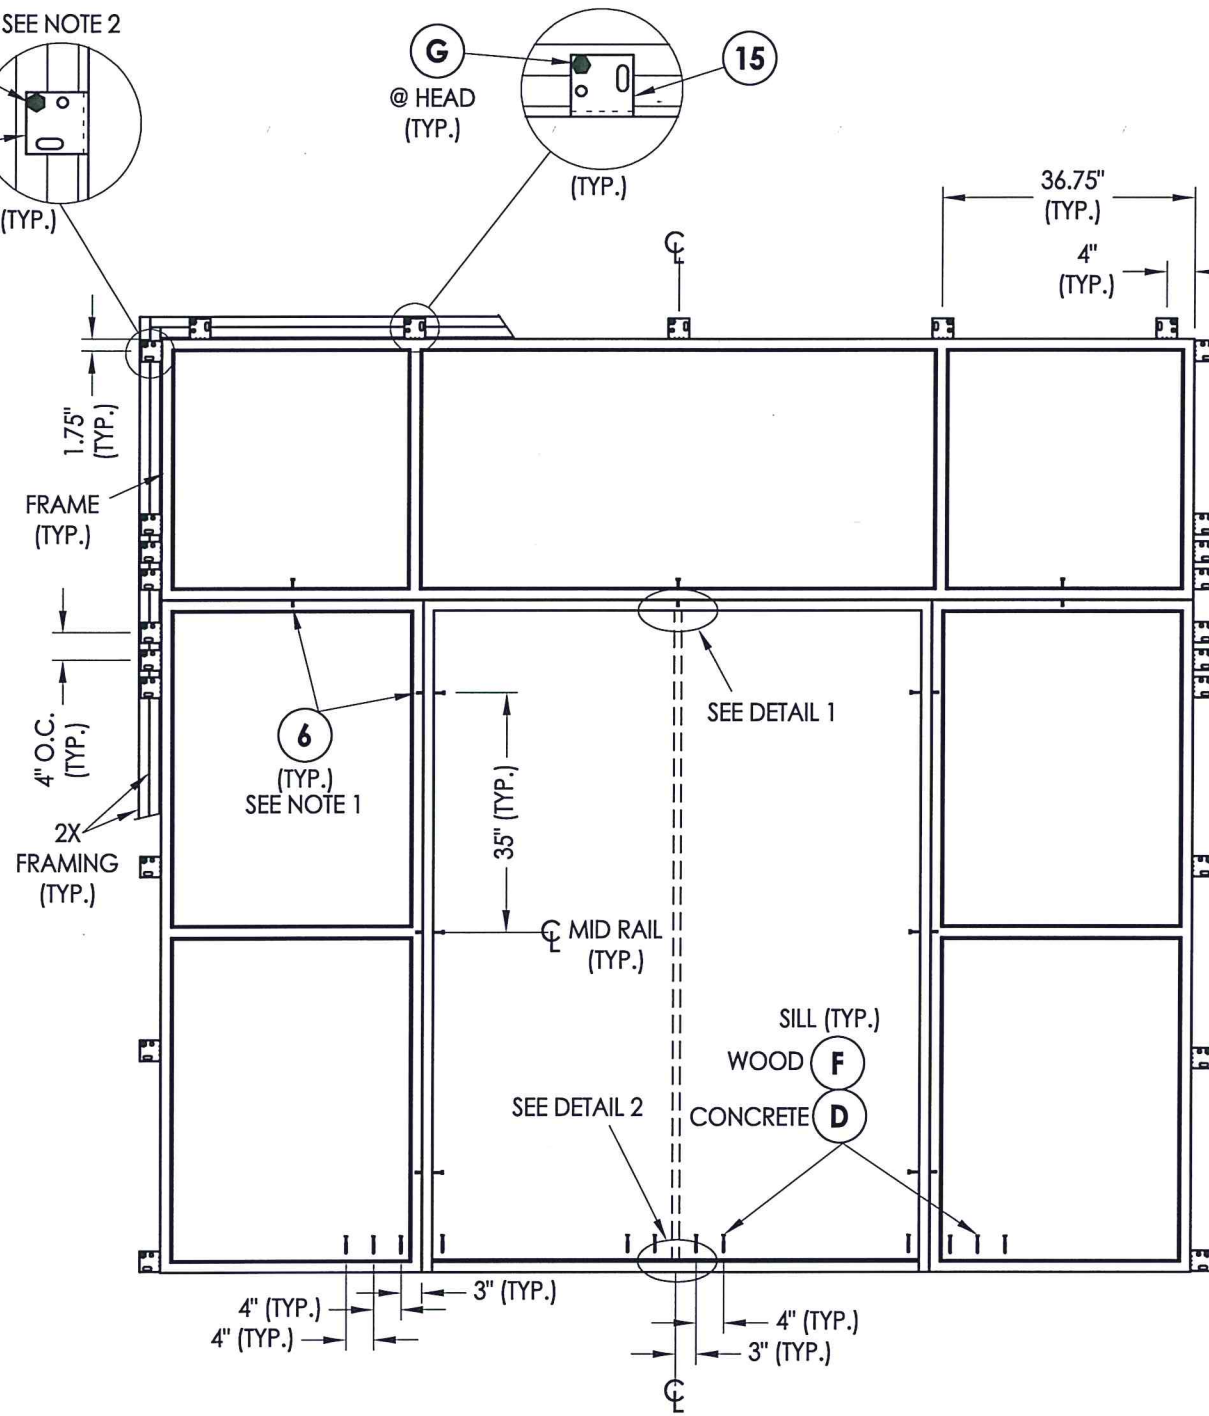 SEE NOTE 2
(TYP.)
G
@ HEAD
(TYP.)
15
(TYP.)
36.75"
(TYP.)
4"
(TYP.)
℄
1.75"
(TYP.)
FRAME
(TYP.)
4" O.C.
(TYP.)
6
(TYP.)
SEE NOTE 1
35" (TYP.)
SEE DETAIL 1
2X
FRAMING
(TYP.)
℄ MID RAIL
(TYP.)
SILL (TYP.)
WOOD F
CONCRETE D
SEE DETAIL 2
3" (TYP.)
4" (TYP.)
4" (TYP.)
4" (TYP.)
3" (TYP.)
℄